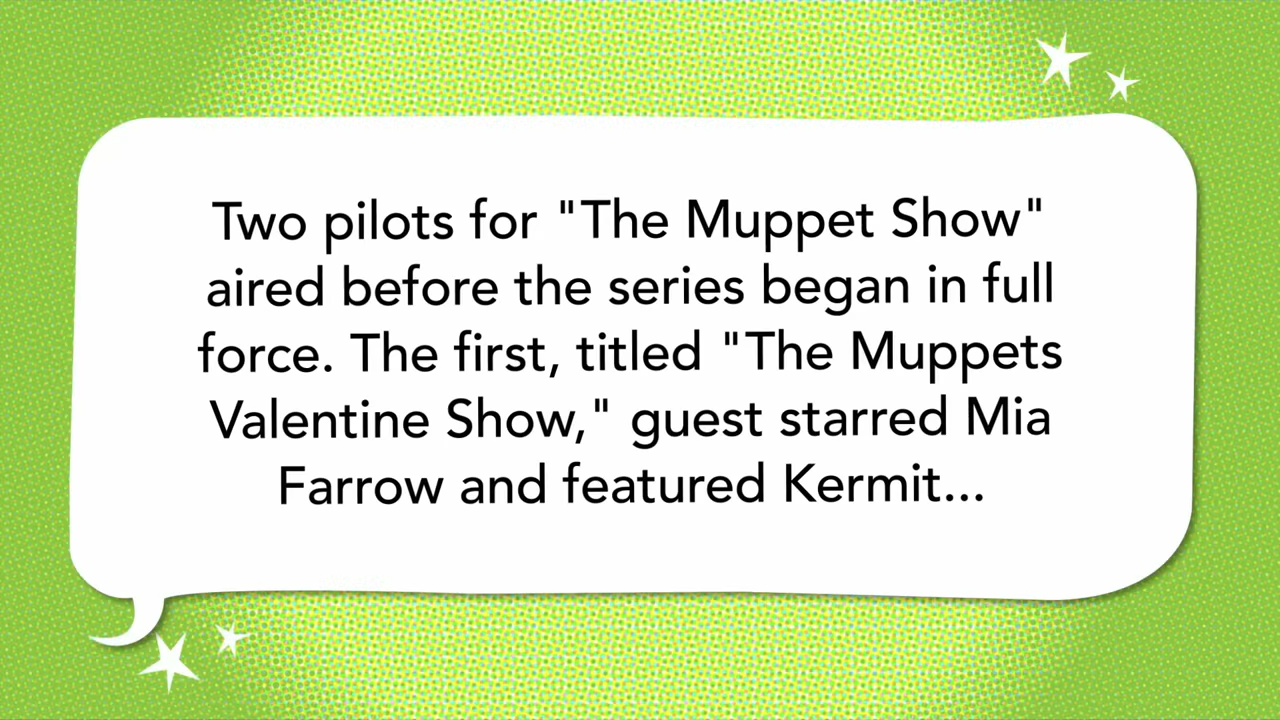 Two pilots for "The Muppet Show"
aired before the series began in full
force. The first, titled "The Muppets
Valentine Show," guest starred Mia
Farrow and featured Kermit...